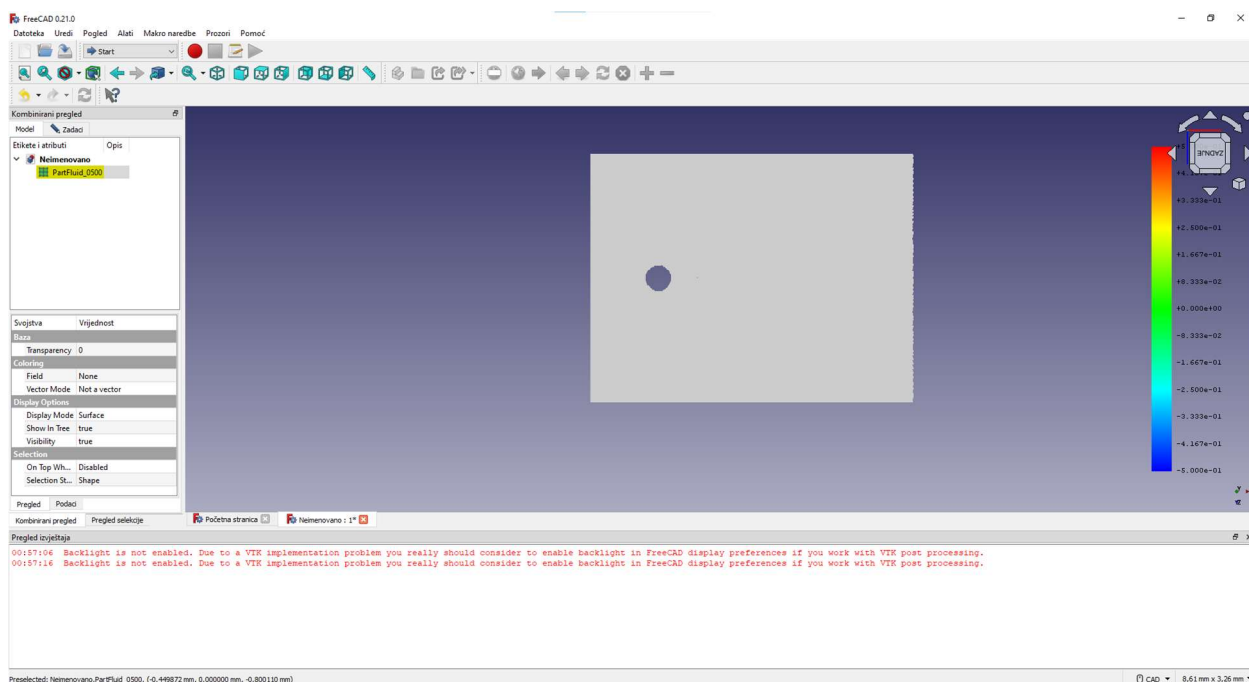 FreeCAD 0.21.0
Datoteka Uredi Pogled Alati Makro naredbe Prozori Pomoć
Start
Kombinirani pregled
Model Zadaci
Etikete i atributi Opis
Neimenovano
PartFluid_0500
Svojstva Vrijednost
Baza
Transparency 0
Coloring
Field None
Vector Mode Not a vector
Display Options
Display Mode Surface
Show In Tree true
Visibility true
Selection
On Top Wh... Disabled
Selection St... Shape
Pregled Podaci
Kombinirani pregled Pregled selekcije
ZADNJE
+3.333e-01
+2.500e-01
+1.667e-01
+8.333e-02
+0.000e+00
-8.333e-02
-1.667e-01
-2.500e-01
-3.333e-01
-4.167e-01
-5.000e-01
Y
Z
Početna stranica Neimenovano : 1*
Pregled izvještaja
00:57:06 Backlight is not enabled. Due to a VTK implementation problem you really should consider to enable backlight in FreeCAD display preferences if you work with VTK post processing.
00:57:16 Backlight is not enabled. Due to a VTK implementation problem you really should consider to enable backlight in FreeCAD display preferences if you work with VTK post processing.
Preselected: Neimenovano.PartFluid_0500. (-0.449872 mm, 0.000000 mm, -0.800110 mm)
CAD 8.61 mm x 3.26 mm